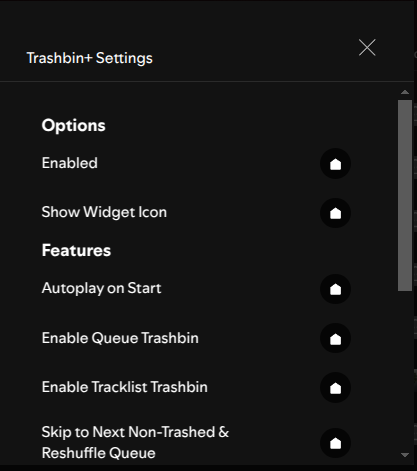 Trashbin+ Settings
Options
Enabled
Show Widget Icon
Features
Autoplay on Start
Enable Queue Trashbin
Enable Tracklist Trashbin
Skip to Next Non-Trashed &
Reshuffle Queue